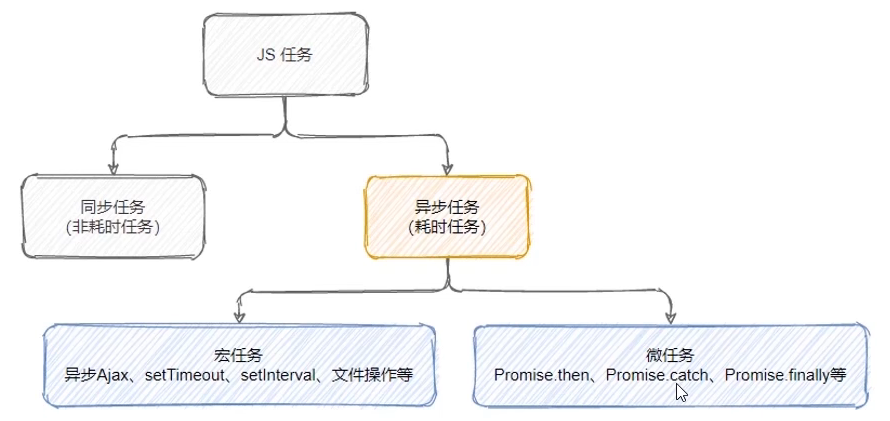 JS 任务
同步任务
（非耗时任务）
异步任务
（耗时任务）
宏任务
异步Ajax、setTimeout、setInterval、文件操作等
微任务
Promise.then、Promise.catch、Promise.finally等